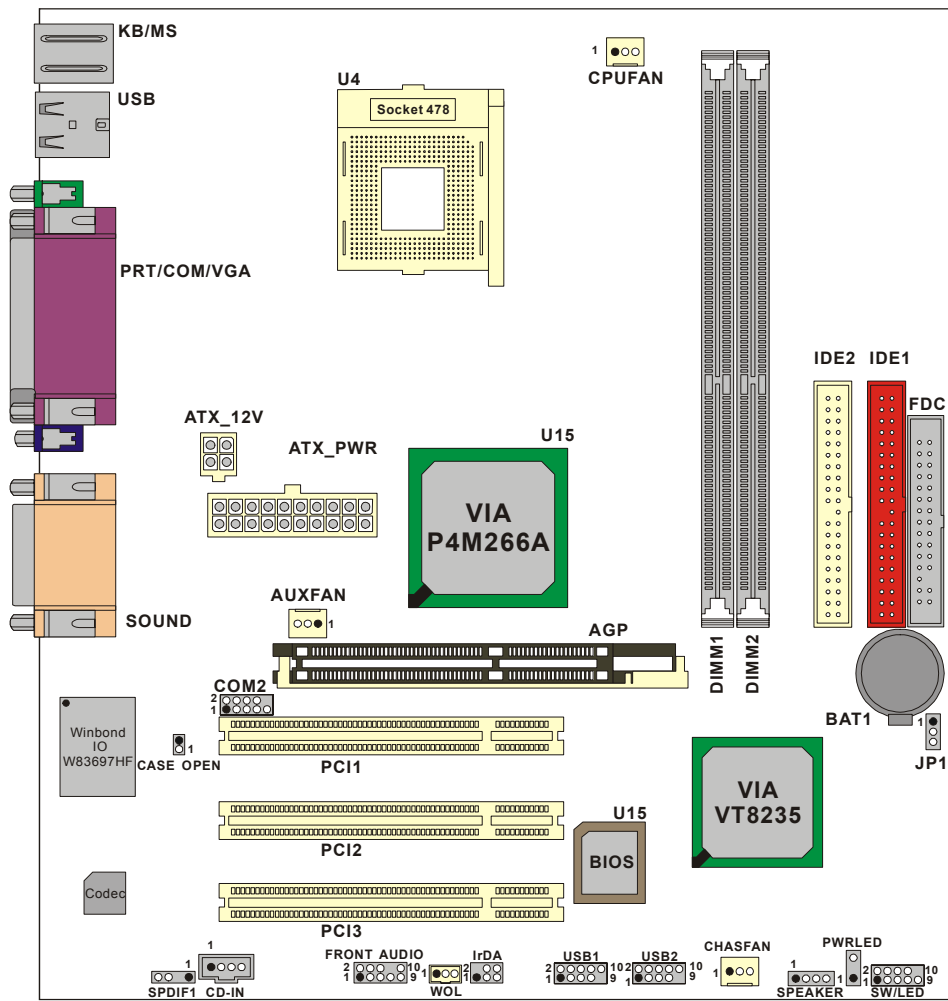 KB/MS
1
CPUFAN
U4
USB
Socket 478
PRT/COM/VGA
IDE2 IDE1
FDC
ATX_12V
ATX_PWR
U15
VIA
P4M266A
AUXFAN
1
SOUND
AGP
DIMM1
DIMM2
COM2
2
1
BAT1
1
JP1
Winbond
IO
W83697HF
1
CASE OPEN
PCI1
VIA
VT8235
U15
BIOS
PCI2
Codec
PCI3
1
SPDIF1
1
CD-IN
FRONT AUDIO
2 10
1 9
1
WOL
IrDA
2
1
USB1
2 10
1 9
USB2
2 10
1 9
CHASFAN
1
1
SPEAKER
PWRLED
2 10
1 9
SW/LED